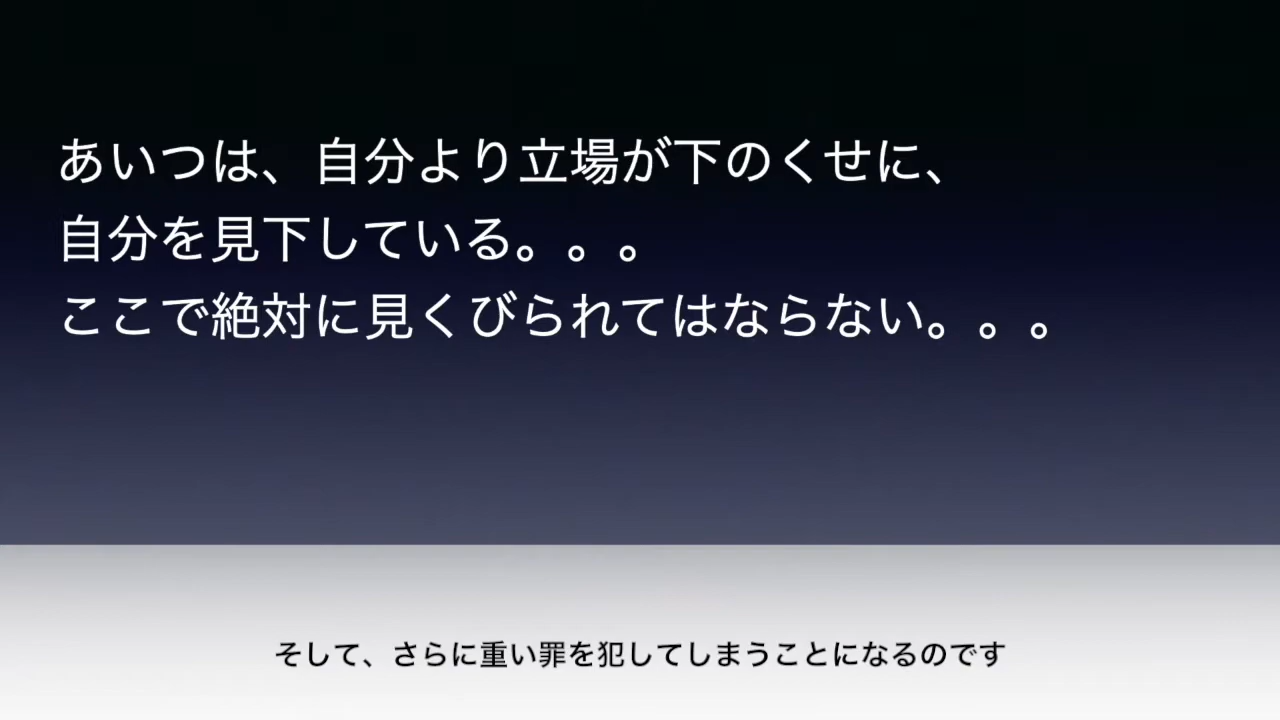 あいつは、自分より立場が下のくせに、
自分を見下している。。。
ここで絶対に見くびられてはならない。。。
そして、さらに重い罪を犯してしまうことになるのです